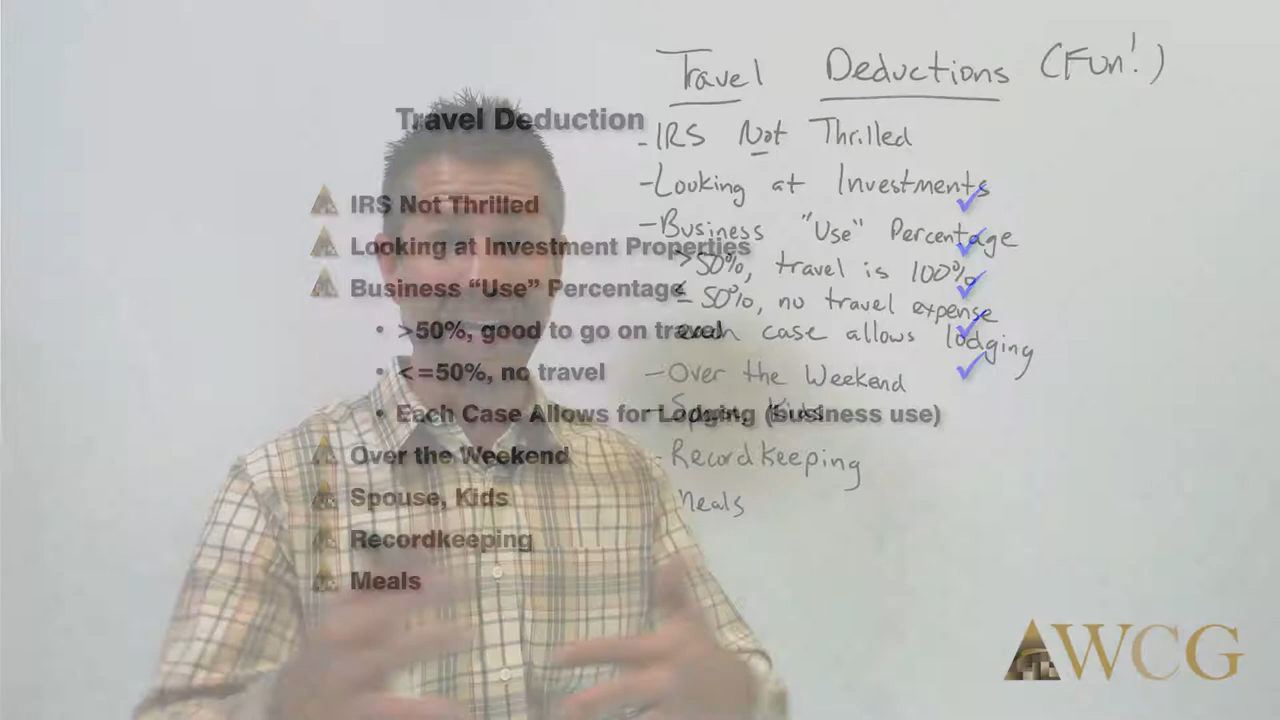 Travel Deductions (Fun!)
- IRS Not Thrilled
- Looking at Investments
- Business "Use" Percentage
>50%, travel is 100%
≤ 50%, no travel expense
each case allows lodging
- Over the Weekend
- Spouse, Kids
- Recordkeeping
Meals
Travel Deduction
IRS Not Thrilled
Looking at Investment Properties
Business “Use” Percentage
• >50%, good to go on travel
• <=50%, no travel
• Each Case Allows for Lodging (business use)
Over the Weekend
Spouse, Kids
Recordkeeping
Meals
WCG